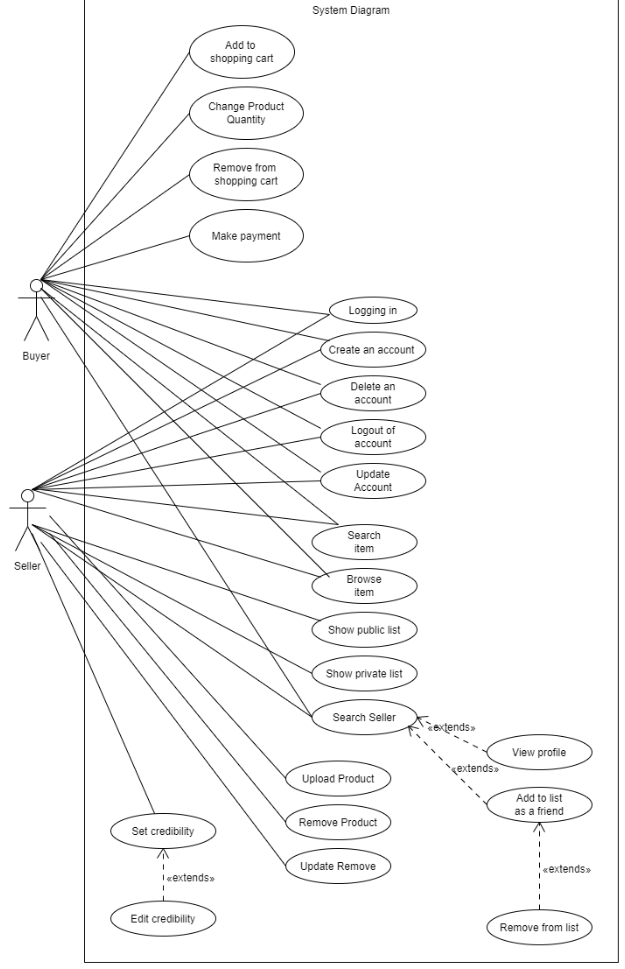 System Diagram
Add to
shopping cart
Change Product
Quantity
Remove from
shopping cart
Make payment
Buyer
Logging in
Create an account
Delete an
account
Logout of
account
Update
Account
Seller
Search
item
Browse
item
Show public list
Show private list
Search Seller
«extends»
View profile
«extends»
Upload Product
Add to list
as a friend
Set credibility
Remove Product
Update Remove
«extends»
«extends»
Edit credibility
Remove from list